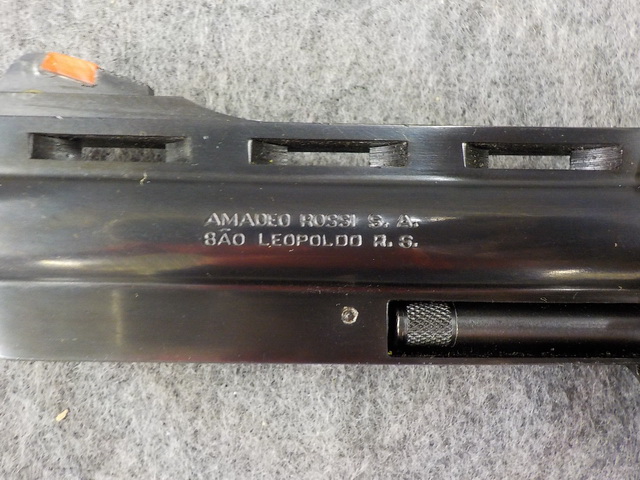 AMADEO ROSSI S. A.
SÃO LEOPOLDO R. S.